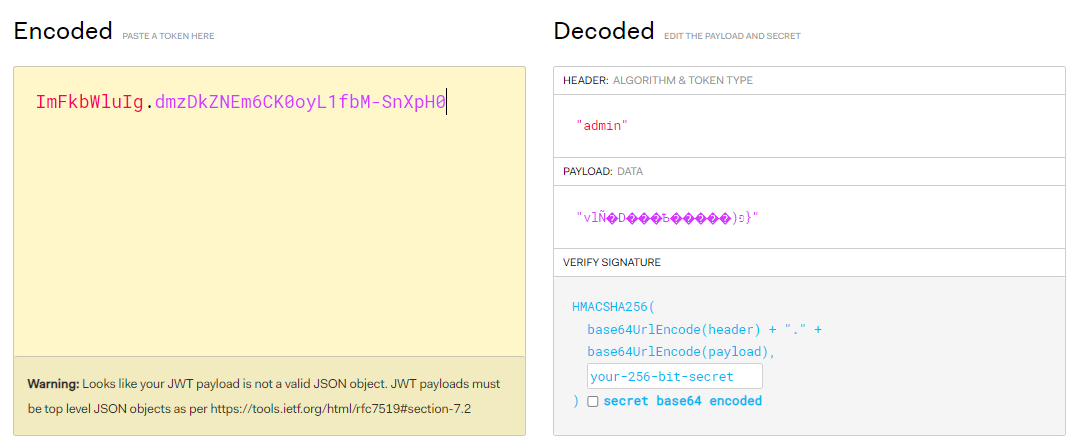 Encoded PASTE A TOKEN HERE
ImFkbWluIg.dmzDkZNEm6CK0oyL1fbM-SnXpH0
Warning: Looks like your JWT payload is not a valid JSON object. JWT payloads must
be top level JSON objects as per https://tools.ietf.org/html/rfc7519#section-7.2
Decoded EDIT THE PAYLOAD AND SECRET
HEADER: ALGORITHM & TOKEN TYPE
"admin"
PAYLOAD: DATA
"vlÑ�D���Ҍ�����)פ}"
VERIFY SIGNATURE
HMACSHA256(
base64UrlEncode(header) + "." +
base64UrlEncode(payload),
your-256-bit-secret
) secret base64 encoded